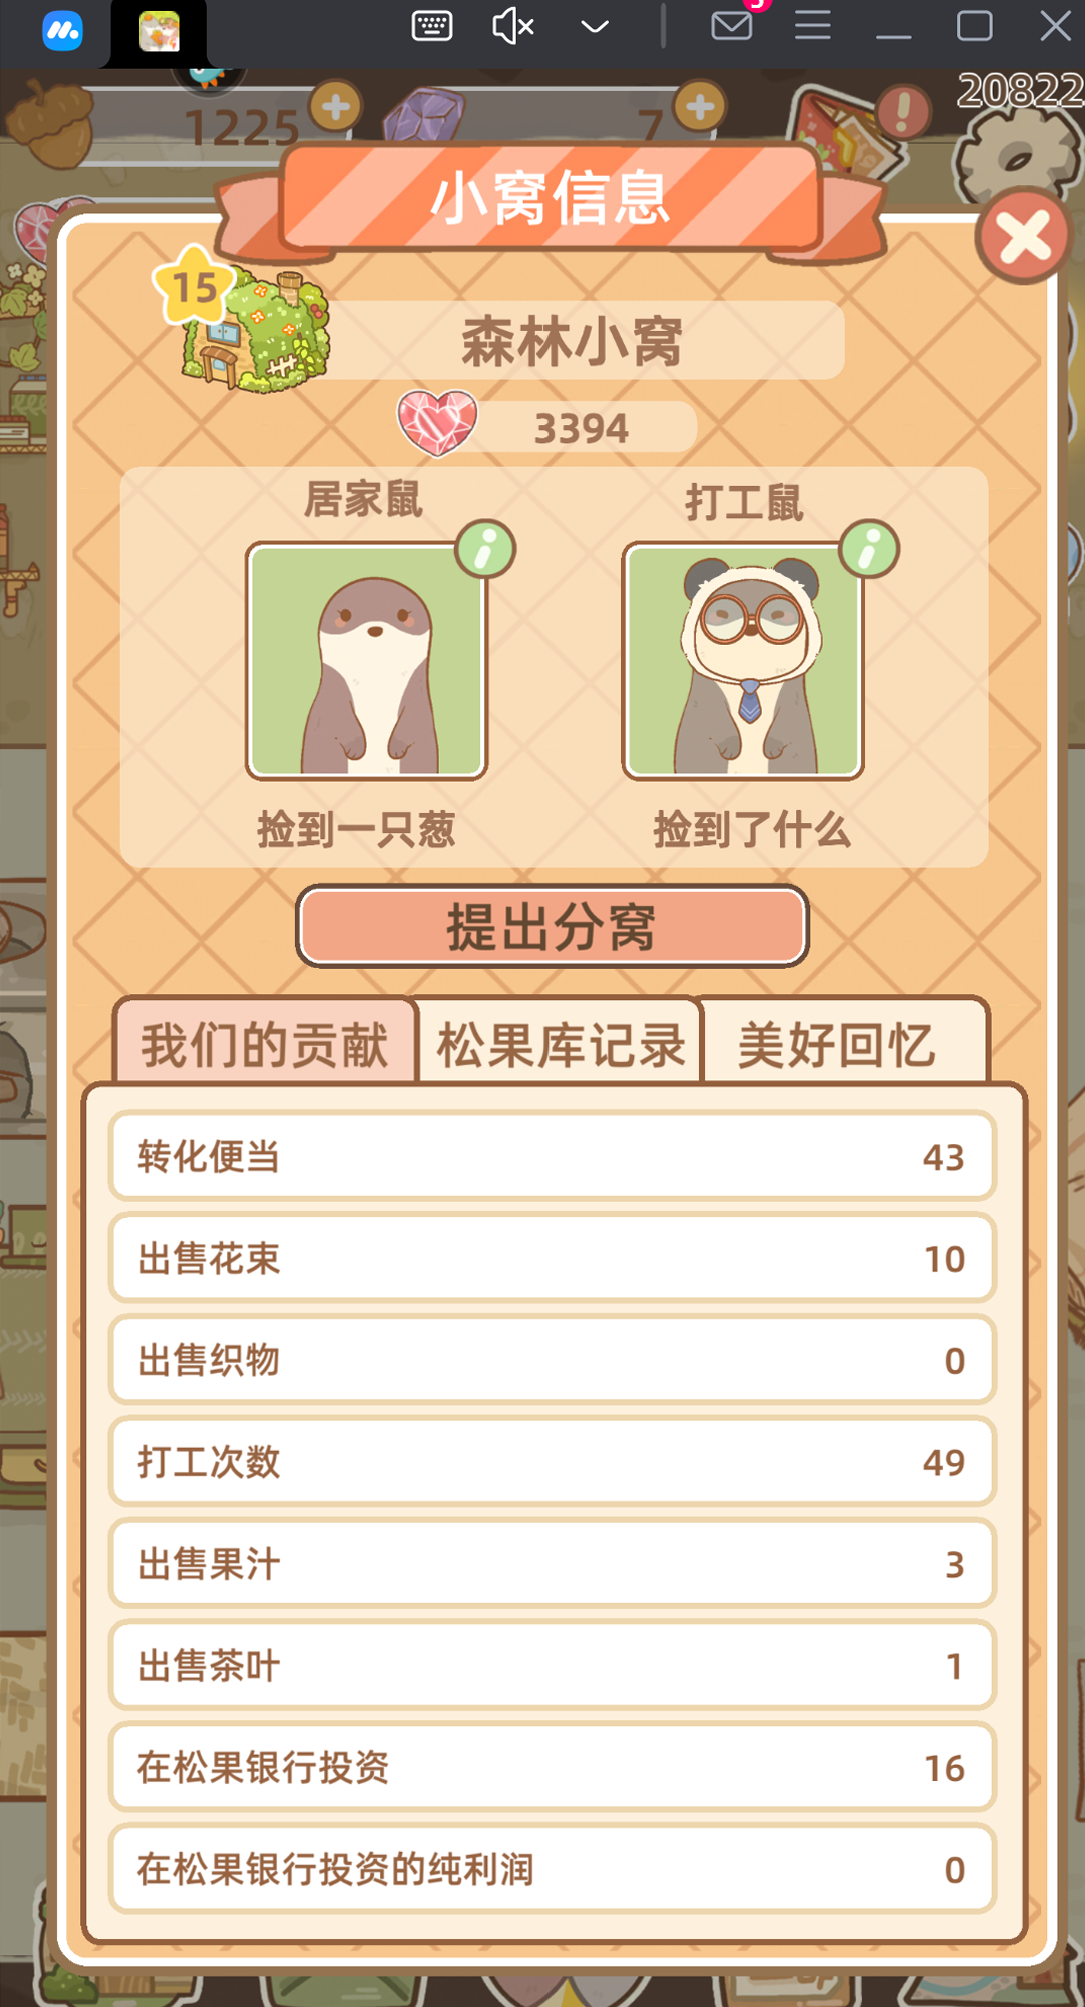 20822
1225
7
小窝信息
15
森林小窝
3394
居家鼠 打工鼠
捡到一只葱 捡到了什么
提出分窝
我们的贡献 松果库记录 美好回忆
转化便当 43
出售花束 10
出售织物 0
打工次数 49
出售果汁 3
出售茶叶 1
在松果银行投资 16
在松果银行投资的纯利润 0